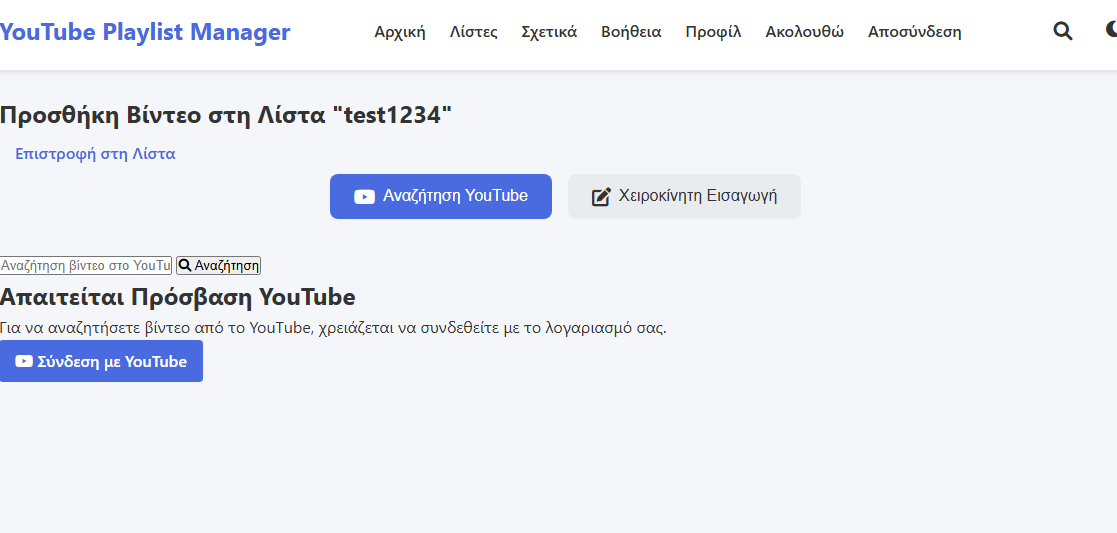 YouTube Playlist Manager Αρχική Λίστες Σχετικά Βοήθεια Προφίλ Ακολουθώ Αποσύνδεση
Προσθήκη Βίντεο στη Λίστα "test1234"
Επιστροφή στη Λίστα
Αναζήτηση YouTube Χειροκίνητη Εισαγωγή
Αναζήτηση βίντεο στο YouTu Αναζήτηση
Απαιτείται Πρόσβαση YouTube
Για να αναζητήσετε βίντεο από το YouTube, χρειάζεται να συνδεθείτε με το λογαριασμό σας.
Σύνδεση με YouTube